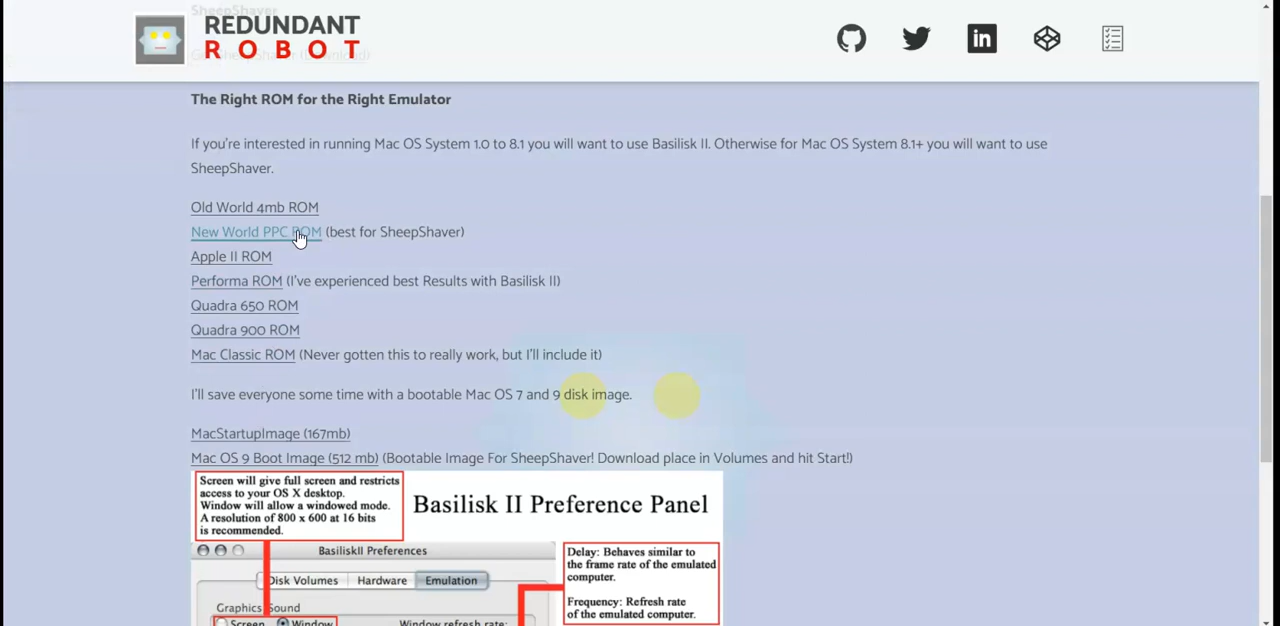 SheepShaver
REDUNDANT
ROBOT
The Right ROM for the Right Emulator
If you're interested in running Mac OS System 1.0 to 8.1 you will want to use Basilisk II. Otherwise for Mac OS System 8.1+ you will want to use
SheepShaver.
Old World 4mb ROM
New World PPC ROM (best for SheepShaver)
Apple II ROM
Performa ROM (I've experienced best Results with Basilisk II)
Quadra 650 ROM
Quadra 900 ROM
Mac Classic ROM (Never gotten this to really work, but I'll include it)
I'll save everyone some time with a bootable Mac OS 7 and 9 disk image.
MacStartupImage (167mb)
Mac OS 9 Boot Image (512 mb) (Bootable Image For SheepShaver! Download place in Volumes and hit Start!)
Screen will give full screen and restricts
access to your OS X desktop.
Window will allow a windowed mode.
A resolution of 800 x 600 at 16 bits
is recommended.
Basilisk II Preference Panel
BasiliskII Preferences
Disk Volumes Hardware Emulation
Delay: Behaves similar to
the frame rate of the emulated
computer.
Frequency: Refresh rate
of the emulated computer.
Graphics Sound
Screen Window Window refresh rate: